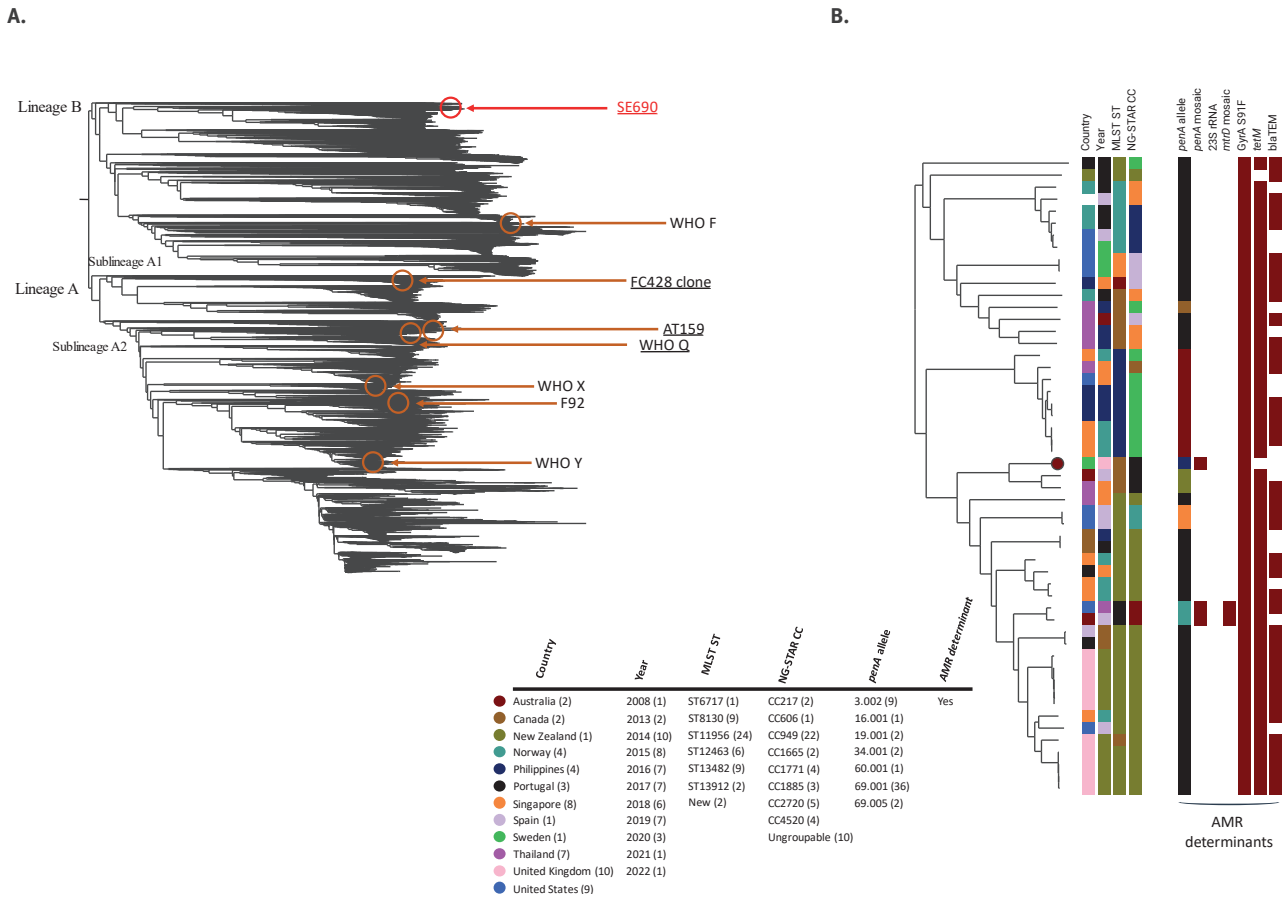 A.
B.
Lineage B
SE690
WHO F
Sublineage A1
FC428 clone
Lineage A
AT159
Sublineage A2
WHO Q
WHO X
F92
WHO Y
Country
Year
MLST ST
NG-STAR CC
penA allele
penA mosaic
23S rRNA
mtrD mosaic
GyrA S91F
tetM
blaTEM
AMR
determinants
Country Year MLST ST NG-STAR CC penA allele AMR determinant
Australia (2) 2008 (1) ST6717 (1) CC217 (2) 3.002 (9) Yes
Canada (2) 2013 (2) ST8130 (9) CC606 (1) 16.001 (1)
New Zealand (1) 2014 (10) ST11956 (24) CC949 (22) 19.001 (2)
Norway (4) 2015 (8) ST12463 (6) CC1665 (2) 34.001 (2)
Philippines (4) 2016 (7) ST13482 (9) CC1771 (4) 60.001 (1)
Portugal (3) 2017 (7) ST13912 (2) CC1885 (3) 69.001 (36)
Singapore (8) 2018 (6) New (2) CC2720 (5) 69.005 (2)
Spain (1) 2019 (7) CC4520 (4)
Sweden (1) 2020 (3) Ungroupable (10)
Thailand (7) 2021 (1)
United Kingdom (10) 2022 (1)
United States (9)